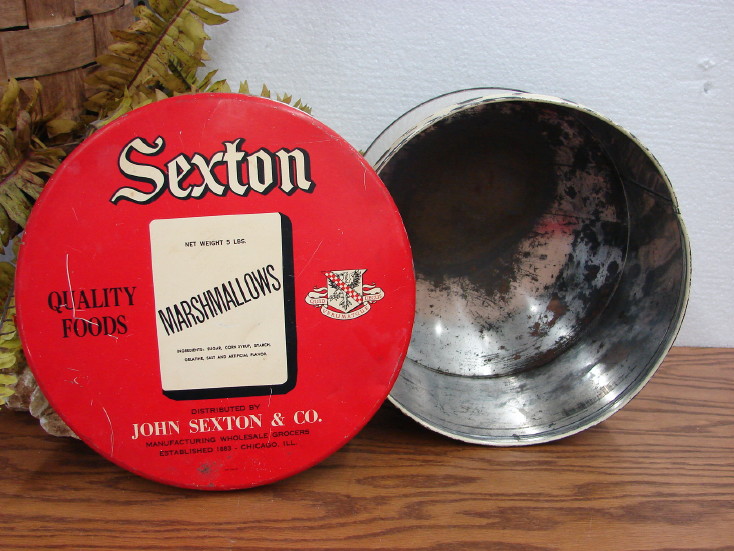 Sexton
NET WEIGHT 5 LBS.
MARSHMALLOWS
QUALITY
FOODS
INGREDIENTS: SUGAR, CORN SYRUP, STARCH,
GELATINE, SALT AND ARTIFICIAL FLAVOR.
DISTRIBUTED BY
JOHN SEXTON & CO.
MANUFACTURING WHOLESALE GROCERS
ESTABLISHED 1883 - CHICAGO, ILL.